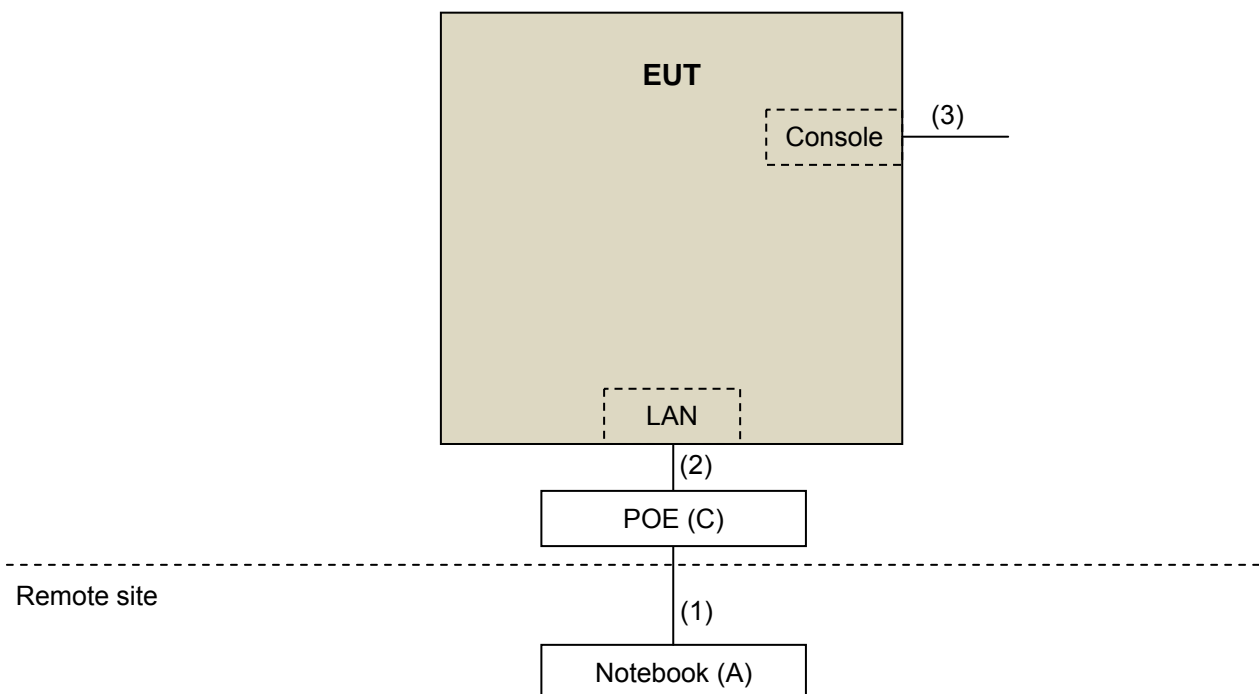 EUT
Console
(3)
LAN
(2)
POE (C)
Remote site
(1)
Notebook (A)